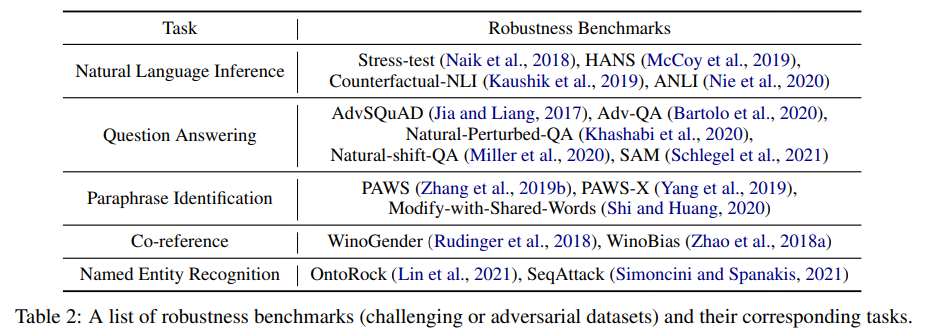 Task Robustness Benchmarks
Natural Language Inference
Stress-test (Naik et al., 2018), HANS (McCoy et al., 2019),
Counterfactual-NLI (Kaushik et al., 2019), ANLI (Nie et al., 2020)
Question Answering
AdvSQuAD (Jia and Liang, 2017), Adv-QA (Bartolo et al., 2020),
Natural-Perturbed-QA (Khashabi et al., 2020),
Natural-shift-QA (Miller et al., 2020), SAM (Schlegel et al., 2021)
Paraphrase Identification
PAWS (Zhang et al., 2019b), PAWS-X (Yang et al., 2019),
Modify-with-Shared-Words (Shi and Huang, 2020)
Co-reference WinoGender (Rudinger et al., 2018), WinoBias (Zhao et al., 2018a)
Named Entity Recognition OntoRock (Lin et al., 2021), SeqAttack (Simoncini and Spanakis, 2021)
Table 2: A list of robustness benchmarks (challenging or adversarial datasets) and their corresponding tasks.